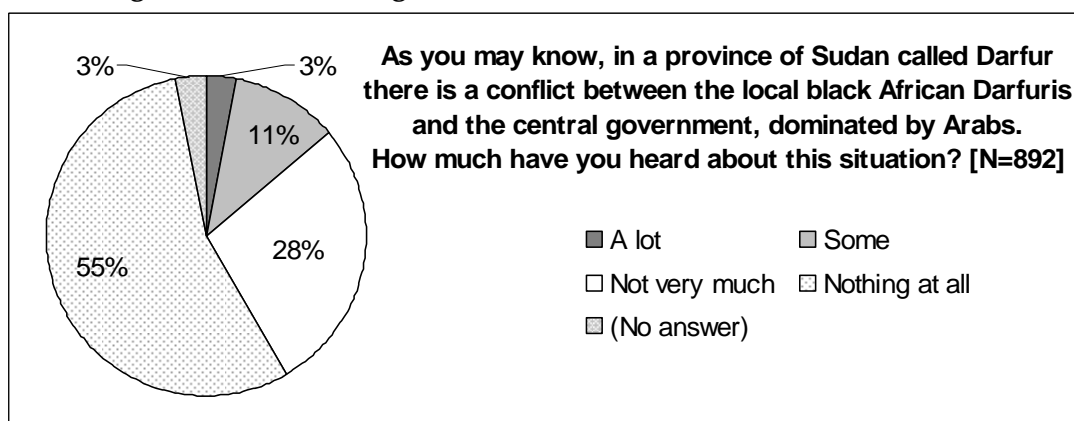 As you may know, in a province of Sudan called Darfur
there is a conflict between the local black African Darfuris
and the central government, dominated by Arabs.
How much have you heard about this situation? [N=892]
3%
3%
11%
28%
55%
A lot
Some
Not very much
Nothing at all
(No answer)